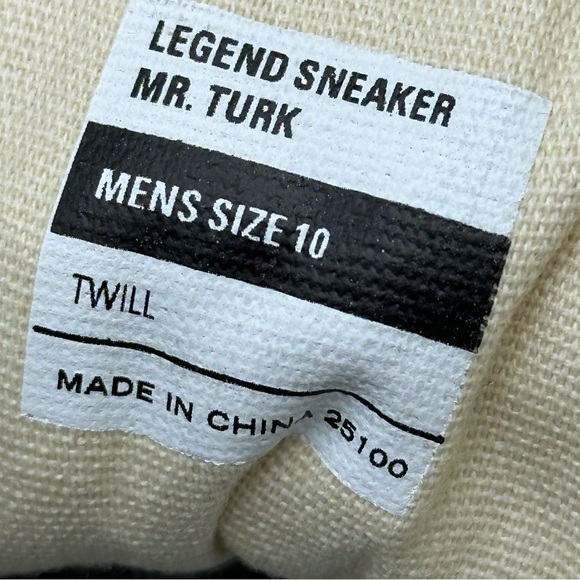 LEGEND SNEAKER
MR. TURK
MENS SIZE 10
TWILL
MADE IN CHINA 25100